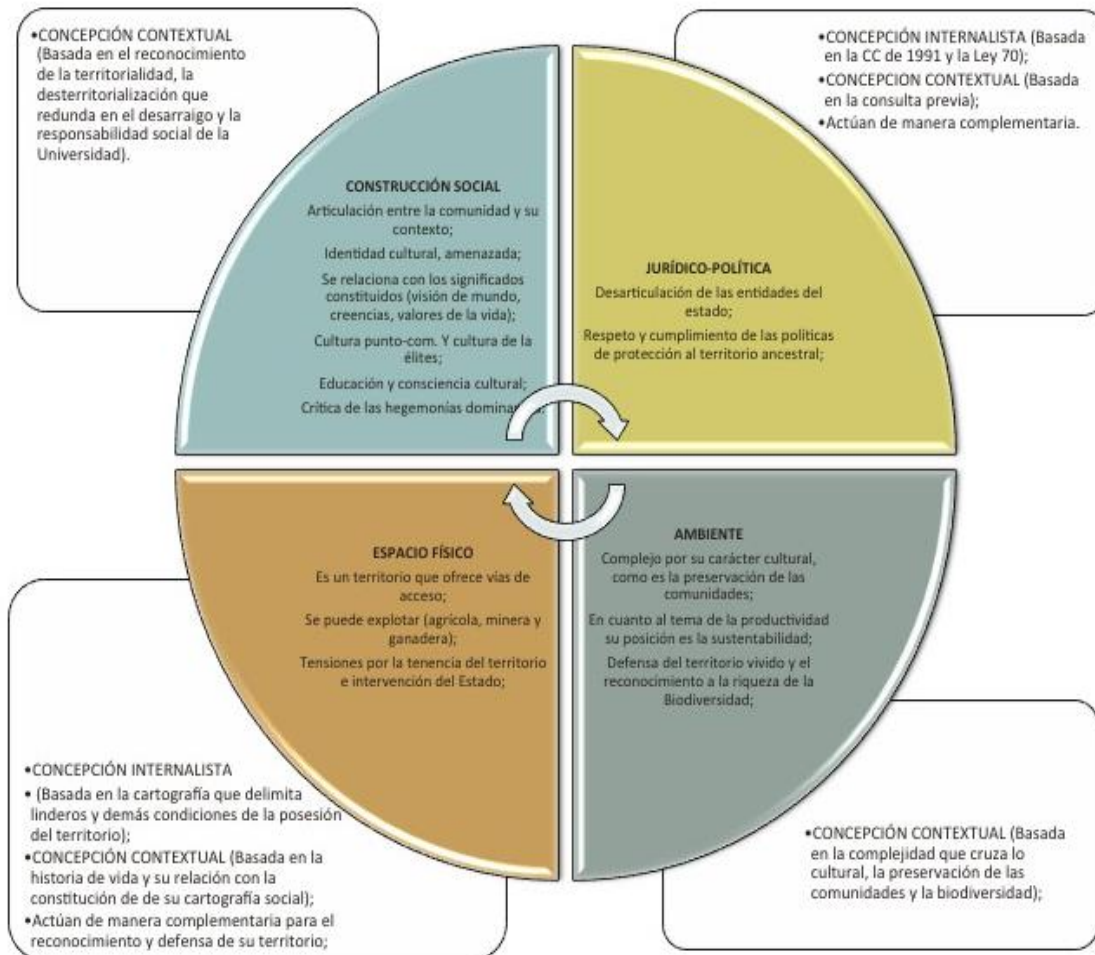 •CONCEPCIÓN CONTEXTUAL
(Basada en el reconocimiento
de la territorialidad, la
desterritorialización que
redunda en el desarraigo y la
responsabilidad social de la
Universidad).
•CONCEPCIÓN INTERNALISTA (Basada
en la CC de 1991 y la Ley 70);
•CONCEPCION CONTEXTUAL (Basada
en la consulta previa);
•Actúan de manera complementaria.
CONSTRUCCIÓN SOCIAL
Articulación entre la comunidad y su
contexto;
Identidad cultural, amenazada;
Se relaciona con los significados
constituidos (visión de mundo,
creencias, valores de la vida);
Cultura punto-com. Y cultura de la
élites;
Educación y consciencia cultural;
Crítica de las hegemonías
JURÍDICO-POLÍTICA
Desarticulación de las entidades del
estado;
Respeto y cumplimiento de las políticas
de protección al territorio ancestral;
ESPACIO FÍSICO
Es un territorio que ofrece vías de
acceso;
Se puede explotar (agrícola, minera y
ganadera);
Tensiones por la tenencia del territorio
e intervención del Estado;
AMBIENTE
Complejo por su carácter cultural,
como es la preservación de las
comunidades;
En cuanto al tema de la productividad
su posición es la sustentabilidad;
Defensa del territorio vivido y el
reconocimiento a la riqueza de la
Biodiversidad;
•CONCEPCIÓN INTERNALISTA
• (Basada en la cartografía que delimita
linderos y demás condiciones de la posesión
del territorio);
•CONCEPCIÓN CONTEXTUAL (Basada en la
historia de vida y su relación con la
constitución de de su cartografía social);
•Actúan de manera complementaria para el
reconocimiento y defensa de su territorio;
•CONCEPCIÓN CONTEXTUAL (Basada
en la complejidad que cruza lo
cultural, la preservación de las
comunidades y la biodiversidad);